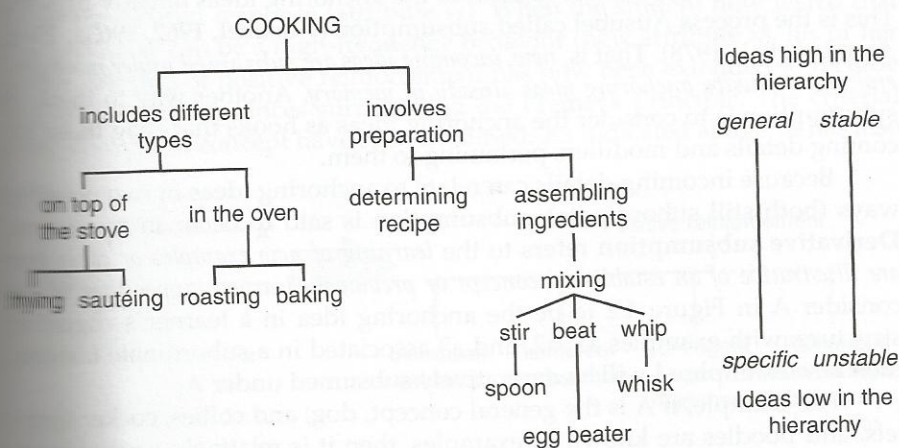 COOKING
includes different
types
involves
preparation
on top of
the stove
in the oven
determining
recipe
assembling
ingredients
sautéing roasting baking
mixing
stir beat whip
spoon
whisk
egg beater
Ideas high in the
hierarchy
general stable
specific unstable
Ideas low in the
hierarchy